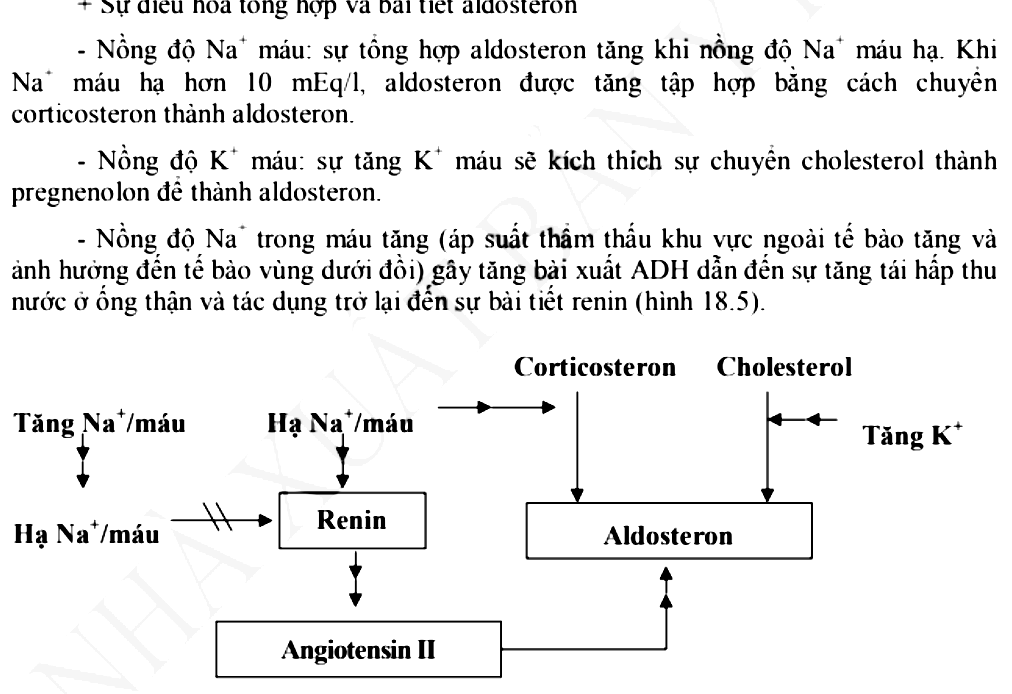 + Sự điều hoà tổng hợp và bài tiết aldosteron
- Nồng độ Na⁺ máu: sự tổng hợp aldosteron tăng khi nồng độ Na⁺ máu hạ. Khi
Na⁺ máu hạ hơn 10 mEq/l, aldosteron được tăng tập hợp bằng cách chuyển
corticosteron thành aldosteron.
- Nồng độ K⁺ máu: sự tăng K⁺ máu sẽ kích thích sự chuyển cholesterol thành
pregnenolon để thành aldosteron.
- Nồng độ Na⁺ trong máu tăng (áp suất thẩm thấu khu vực ngoài tế bào tăng và
ảnh hưởng đến tế bào vùng dưới đồi) gây tăng bài xuất ADH dẫn đến sự tăng tái hấp thu
nước ở ống thận và tác dụng trở lại đến sự bài tiết renin (hình 18.5).
Corticosteron Cholesterol
Tăng Na⁺/máu Hạ Na⁺/máu Tăng K⁺
Hạ Na⁺/máu Renin Aldosteron
Angiotensin II
NHÀ XUẤT BẢN Y